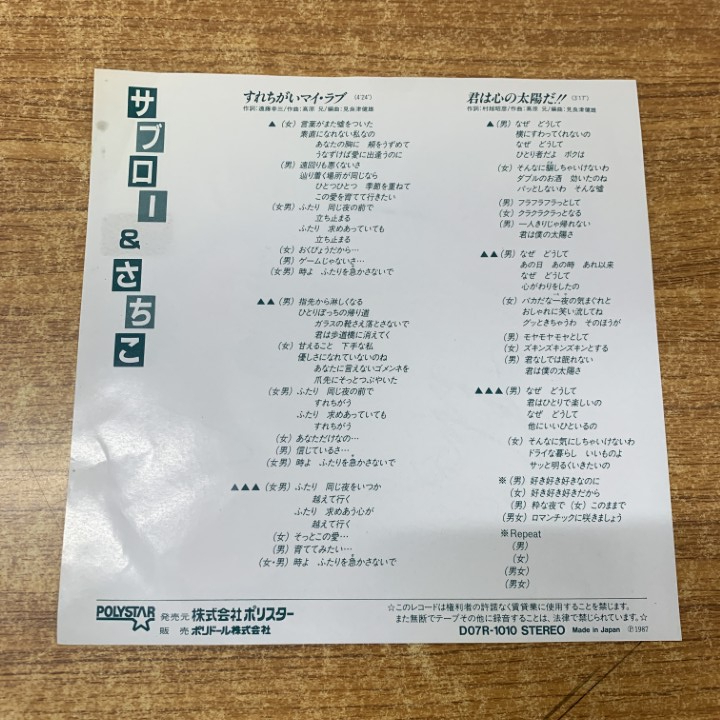 サブロー&さちこ
すれちがいマイ・ラブ (4'24")
作詞:遠藤幸三/作曲:高原 兄/編曲:見良津健雄
▲(女)言葉がまた嘘をついた
素直になれない私なの
あなたの胸に 頬をうずめて
うなずけば愛に出逢うのに
(男)遠回りも悪くないさ
辿り着く場所が同じなら
ひとつひとつ 季節を重ねて
この愛を育てて行きたい
(女男)ふたり 同じ夜の前で
立ち止まる
ふたり 求めあっていても
立ち止まる
(女)おくびょうだから…
(男)ゲームじゃないさ…
(女男)時よ ふたりを急かさないで
▲▲(男)指先から淋しくなる
ひとりぼっちの帰り道
ガラスの靴さえ落とさないで
君は歩道橋に消えてく
(女)甘えること 下手な私
優しさになれていないのね
あなたに言えないゴメンネを
爪先にそっとつぶやいた
(女男)ふたり 同じ夜の前で
すれちがう
ふたり 求めあっていても
すれちがう
(女)あなただけなの…
(男)信じているさ…
(女男)時よ ふたりを急かさないで
▲▲▲(女男)ふたり 同じ夜をいつか
越えて行く
ふたり 求めあう心が
越えて行く
(女)そっとこの愛…
(男)育ててみたい…
(女・男)時よ ふたりを急かさないで
君は心の太陽だ!! (3'17")
作詞:村越昭彦/作曲:高原 兄/編曲:見良津健雄
▲(男)なぜ どうして
横にすわってくれないの
なぜ どうして
ひとり者だよ ボクは
(女)そんなに騙しちゃいけないわ
ダブルのお酒 効いたのね
パッとしないわ そんな嘘
(男)フラフラフラっとして
(女)クラクラクラっとなる
(男)一人きりじゃ帰れない
君は僕の太陽さ
▲▲(男)なぜ どうして
あの日 あの時 あれ以来
なぜ どうして
心がわりをしたの
(女)バカだな一夜の気まぐれと
おしゃれに笑い流してね
グッときちゃうわ そのほうが
(男)モヤモヤモヤとして
(女)ズキンズキンズキンとする
(男)君なしでは眠れない
君は僕の太陽さ
▲▲▲(男)なぜ どうして
君はひとりで楽しいの
なぜ どうして
他にいいひといるの
(女)そんなに気にしちゃいけないわ
ドライな暮らし いいものよ
サッと明るくいきたいの
※(男)好き好き好きなのに
(女)好き好き好きだから
(男)粋な夜で(女)このままで
(男女)ロマンチックに咲きましょう
※Repeat
(男)
(女)
(男)
(男女)
POLYSTAR
発売元 株式会社ポリスター
販 売 ポリドール株式会社
☆このレコードは権利者の許諾なく賃貸業に使用することを禁じます。
また無断でテープその他に録音することは、法律で禁じられています。☆
D07R-1010 STEREO Made in Japan ℗1987